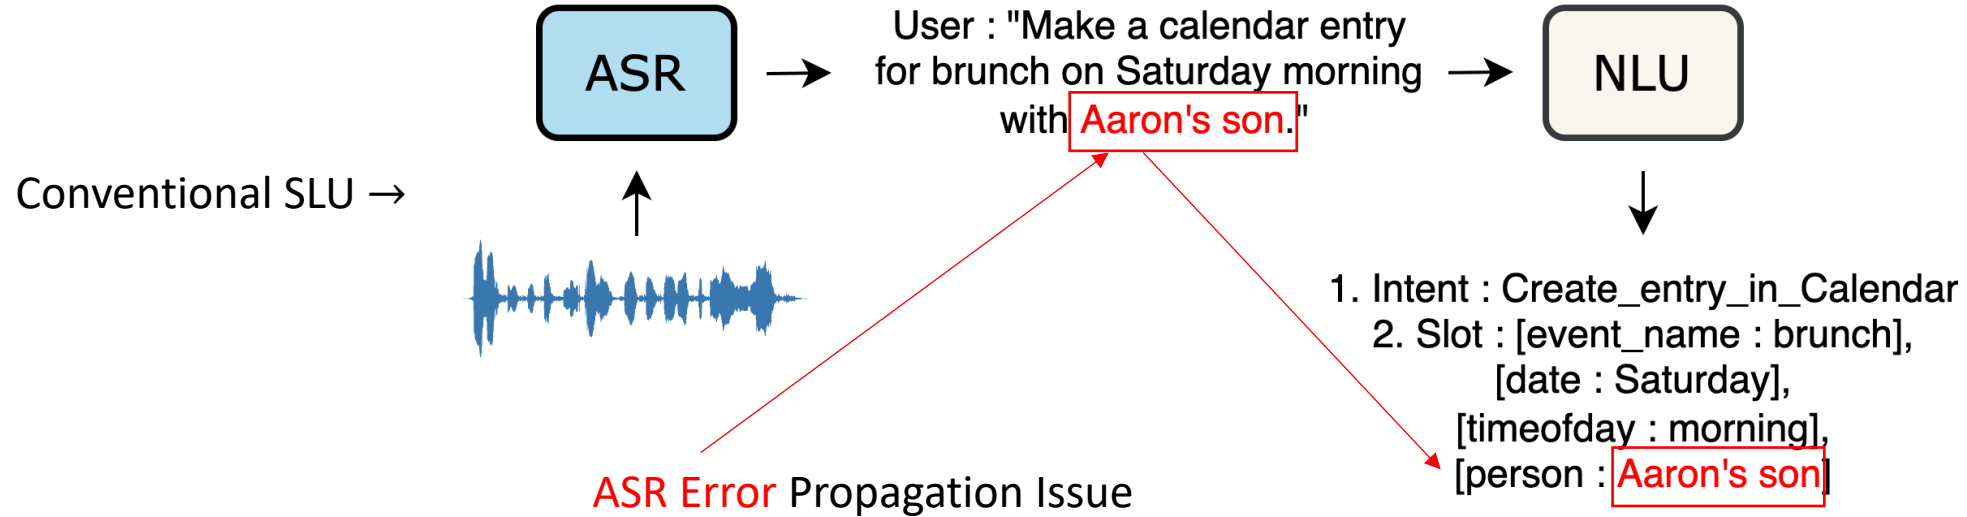 ASR
User : "Make a calendar entry
for brunch on Saturday morning
with Aaron's son."
NLU
Conventional SLU →
1. Intent : Create_entry_in_Calendar
2. Slot : [event_name : brunch],
[date : Saturday],
[timeofday : morning],
[person : Aaron's son]
ASR Error Propagation Issue